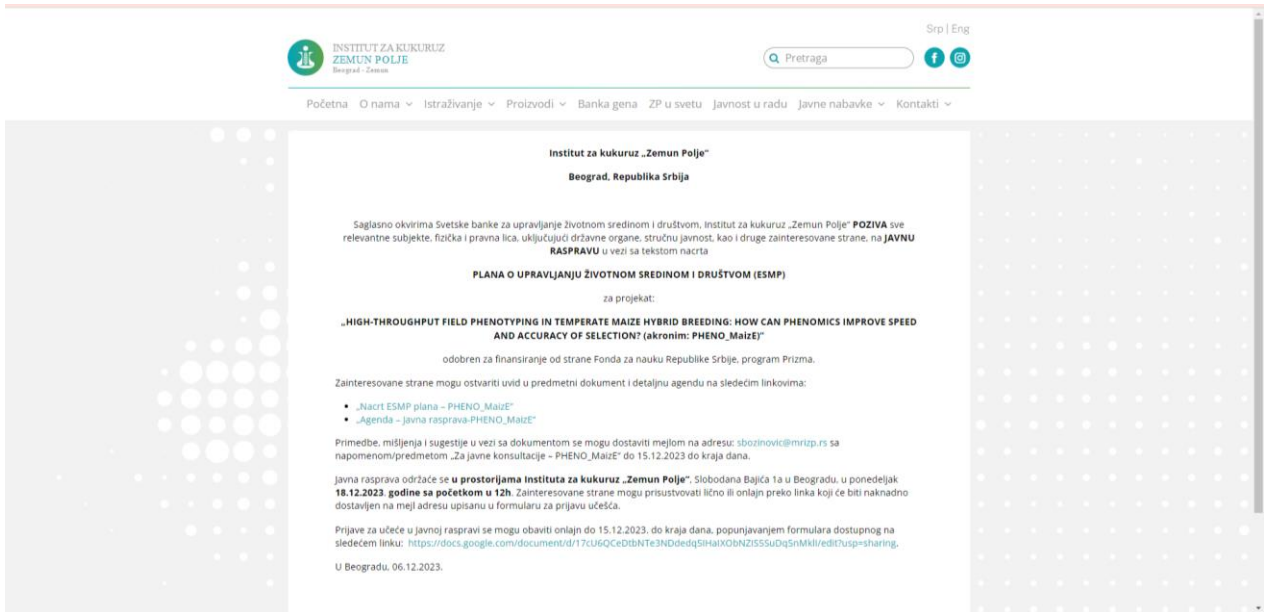 Srp | Eng
INSTITUT ZA KUKURUZ
ZEMUN POLJE
Beograd - Zemun
Pretraga
Početna O nama Istraživanje Proizvodi Banka gena ZP u svetu Javnost u radu Javne nabavke Kontakti
Institut za kukuruz „Zemun Polje“
Beograd, Republika Srbija
Saglasno okvirima Svetske banke za upravljanje životnom sredinom i društvom, Institut za kukuruz „Zemun Polje“ POZIVA sve
relevantne subjekte, fizička i pravna lica, uključujući državne organe, stručnu javnost, kao i druge zainteresovane strane, na JAVNU
RASPRAVU u vezi sa tekstom nacrta
PLANA O UPRAVLJANJU ŽIVOTNOM SREDINOM I DRUŠTVOM (ESMP)
za projekat:
„HIGH-THROUGHPUT FIELD PHENOTYPING IN TEMPERATE MAIZE HYBRID BREEDING: HOW CAN PHENOMICS IMPROVE SPEED
AND ACCURACY OF SELECTION? (akronim: PHENO_MaizE)“
odobren za finansiranje od strane Fonda za nauku Republike Srbije, program Prizma.
Zainteresovane strane mogu ostvariti uvid u predmetni dokument i detaljnu agendu na sledećim linkovima:
• „Nacrt ESMP plana – PHENO_MaizE“
• „Agenda – Javna rasprava-PHENO_MaizE“
Primedbe, mišljenja i sugestije u vezi sa dokumentom se mogu dostaviti mejlom na adresu: sbozinovic@mrizp.rs sa
napomenom/predmetom „Za javne konsultacije – PHENO_MaizE“ do 15.12.2023 do kraja dana.
Javna rasprava održaće se u prostorijama Instituta za kukuruz „Zemun Polje“, Slobodana Bajića 1a u Beogradu, u ponedeljak
18.12.2023. godine sa početkom u 12h. Zainteresovane strane mogu prisustvovati lično ili onlajn preko linka koji će biti naknadno
dostavljen na mejl adresu upisanu u formularu za prijavu učešća.
Prijave za učeće u Javnoj raspravi se mogu obaviti onlajn do 15.12.2023. do kraja dana, popunjavanjem formulara dostupnog na
sledećem linku:
U Beogradu, 06.12.2023.